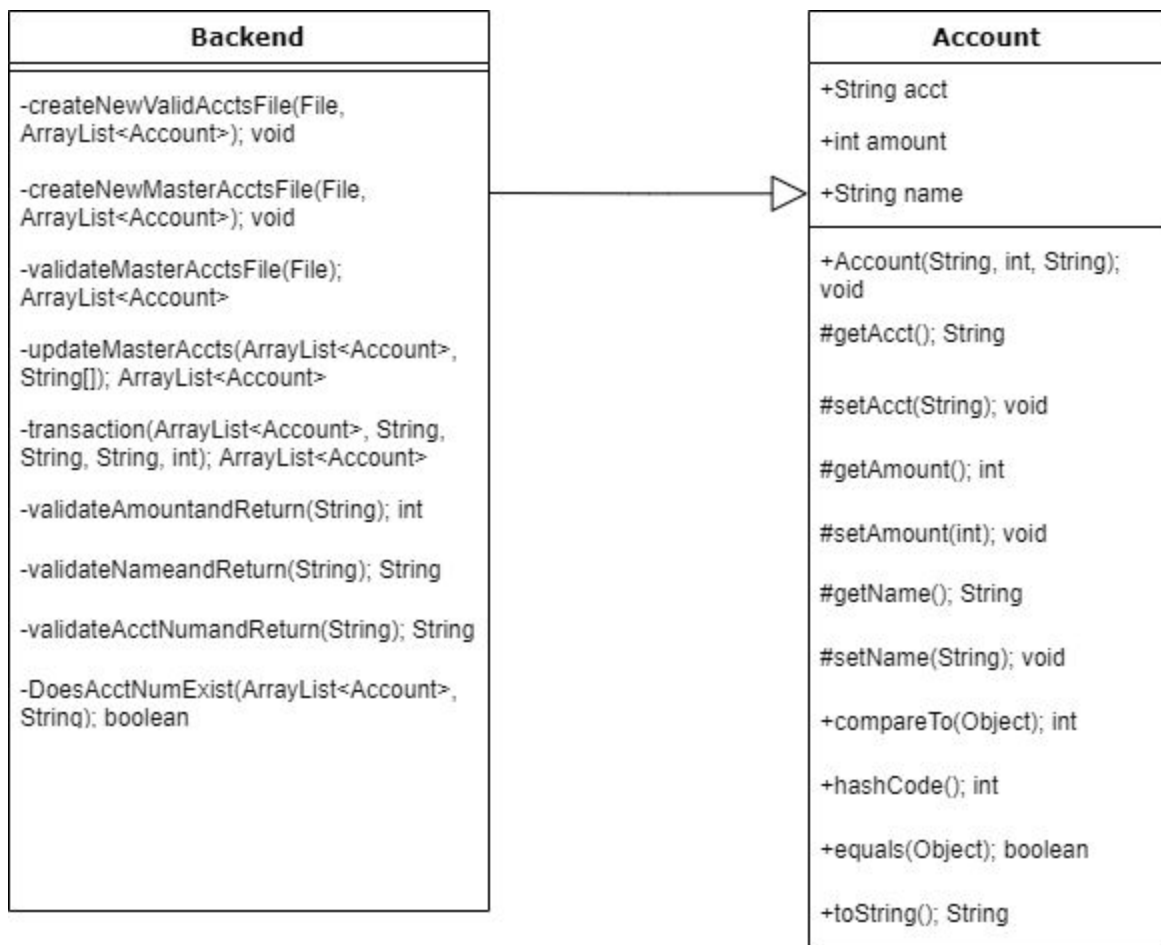 Backend
-createNewValidAcctsFile(File,
ArrayList<Account>); void
-createNewMasterAcctsFile(File,
ArrayList<Account>); void
-validateMasterAcctsFile(File);
ArrayList<Account>
-updateMasterAccts(ArrayList<Account>,
String[]); ArrayList<Account>
-transaction(ArrayList<Account>, String,
String, String, int); ArrayList<Account>
-validateAmountandReturn(String); int
-validateNameandReturn(String); String
-validateAcctNumandReturn(String); String
-DoesAcctNumExist(ArrayList<Account>,
String); boolean
Account
+String acct
+int amount
+String name
+Account(String, int, String);
void
#getAcct(); String
#setAcct(String); void
#getAmount(); int
#setAmount(int); void
#getName(); String
#setName(String); void
+compareTo(Object); int
+hashCode(); int
+equals(Object); boolean
+toString(); String